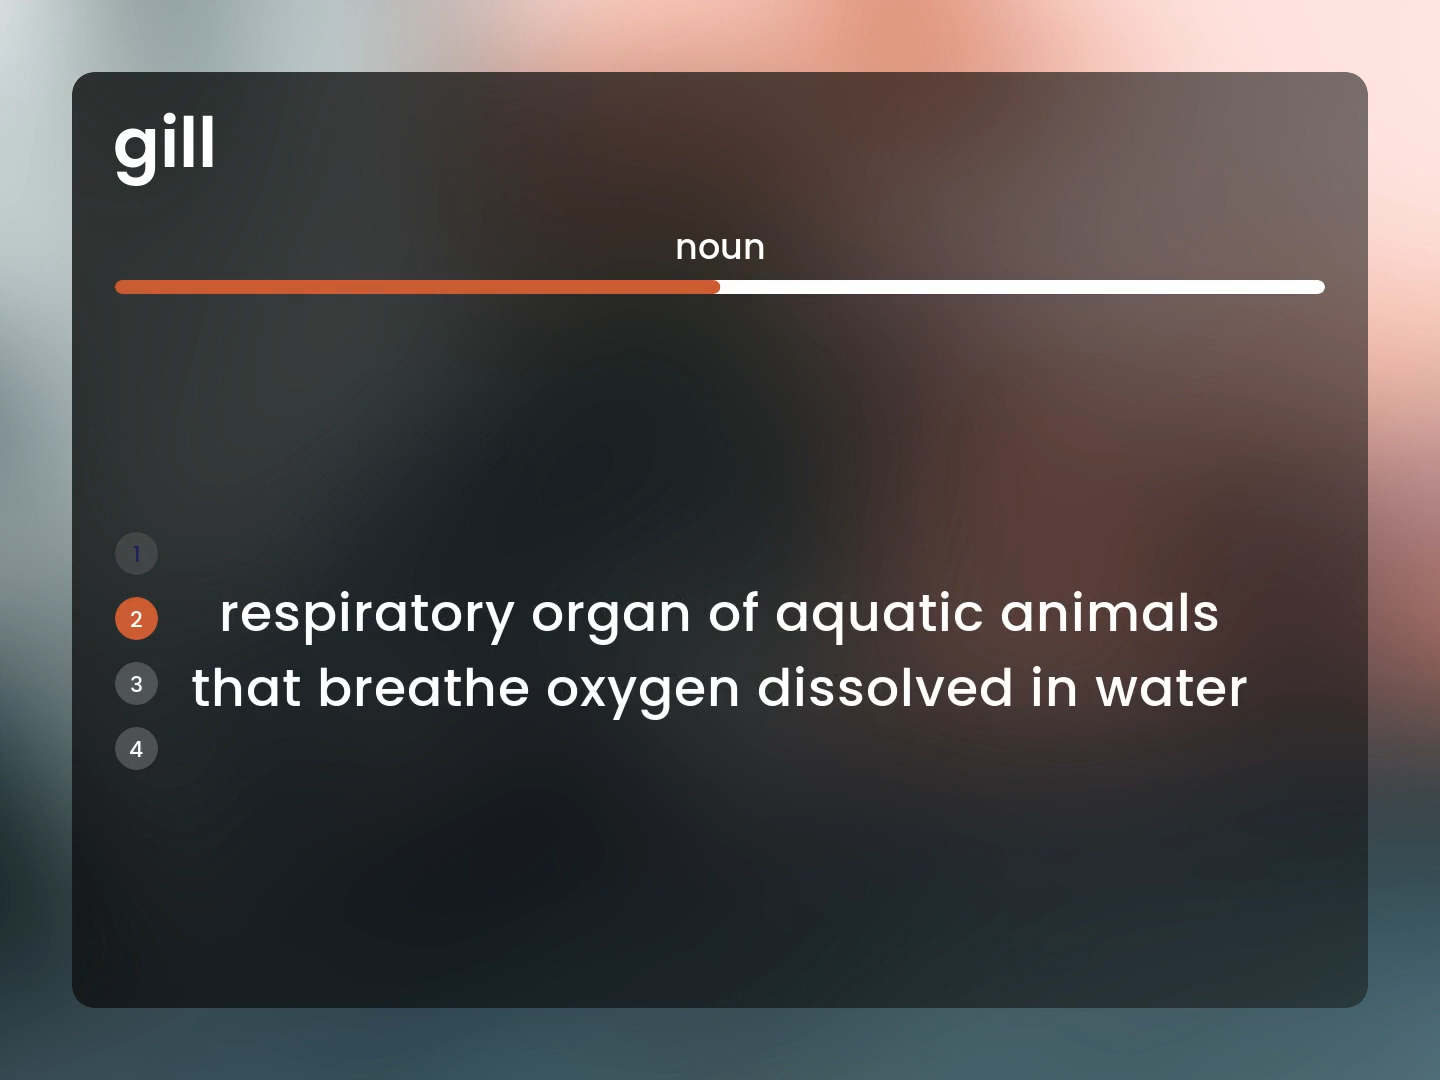 gill
noun
1
2
3
4
respiratory organ of aquatic animals
that breathe oxygen dissolved in water